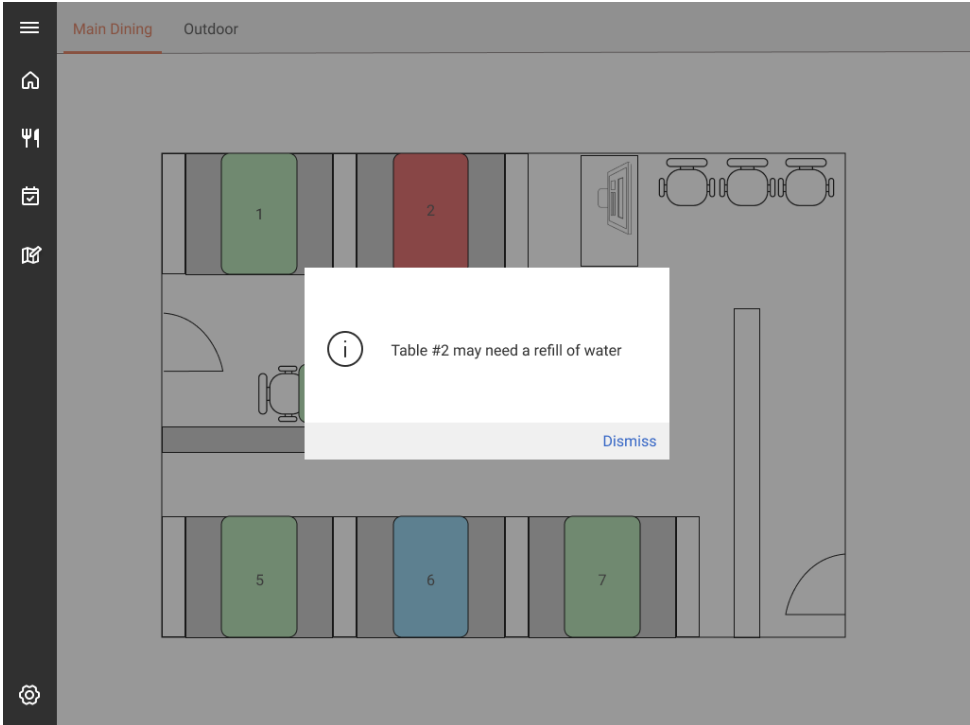 Main Dining Outdoor
1 2
Table #2 may need a refill of water
Dismiss
5 6 7